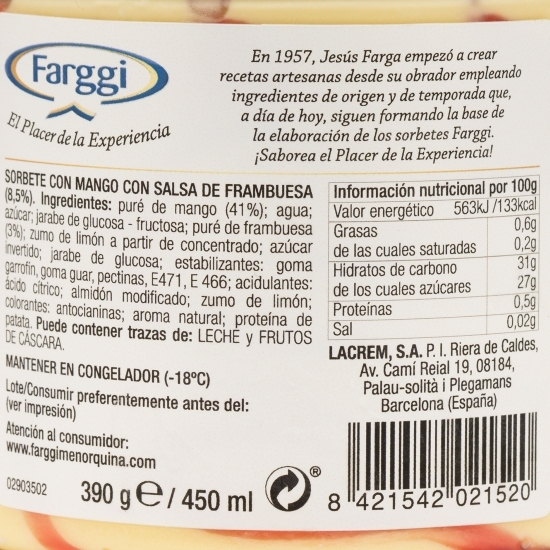 Farggi
El Placer de la Experiencia
En 1957, Jesús Farga empezó a crear
recetas artesanas desde su obrador empleando
ingredientes de origen y de temporada que,
a día de hoy, siguen formando la base de
la elaboración de los sorbetes Farggi.
¡Saborea el Placer de la Experiencia!
SORBETE CON MANGO CON SALSA DE FRAMBUESA
(8,5%). Ingredientes: puré de mango (41%); agua;
azúcar; jarabe de glucosa - fructosa; puré de frambuesa
(3%); zumo de limón a partir de concentrado; azúcar
invertido; jarabe de glucosa; estabilizantes: goma
garrofín, goma guar, pectinas, E471, E 466; acidulantes:
ácido cítrico; almidón modificado; zumo de limón;
colorantes: antocianinas; aroma natural; proteína de
patata. Puede contener trazas de: LECHE y FRUTOS
DE CÁSCARA.
MANTENER EN CONGELADOR (-18ºC)
Lote/Consumir preferentemente antes del:
(ver impresión)
Atención al consumidor:
www.farggimenorquina.com
02903502
390 g e / 450 ml
®
Información nutricional por 100g
Valor energético 563kJ /133kcal
Grasas 0,6g
de las cuales saturadas 0,2g
Hidratos de carbono 31g
de los cuales azúcares 27g
Proteínas 0,5g
Sal 0,02g
LACREM, S.A. P. I. Riera de Caldes,
Av. Camí Reial 19, 08184,
Palau-solità i Plegamans
Barcelona (España)
8 421542 021520